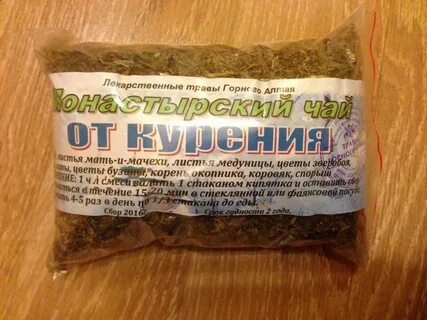 Лекарственные травы Горного Алтая
Монастырский чай
от курения
листья мать-и-мачехи, листья медуницы, цветы зверобоя,
цветы бузины, корень окопника, коровяк, спорыш
1 ч.л смеси залить 1 стаканом кипятка и оставить
в течение 15-20 мин в стеклянной или фаянсовой посуде.
4-5 раз в день по 1/3 стакана до еды.
Сбор 2016г. Срок годности 2 года.